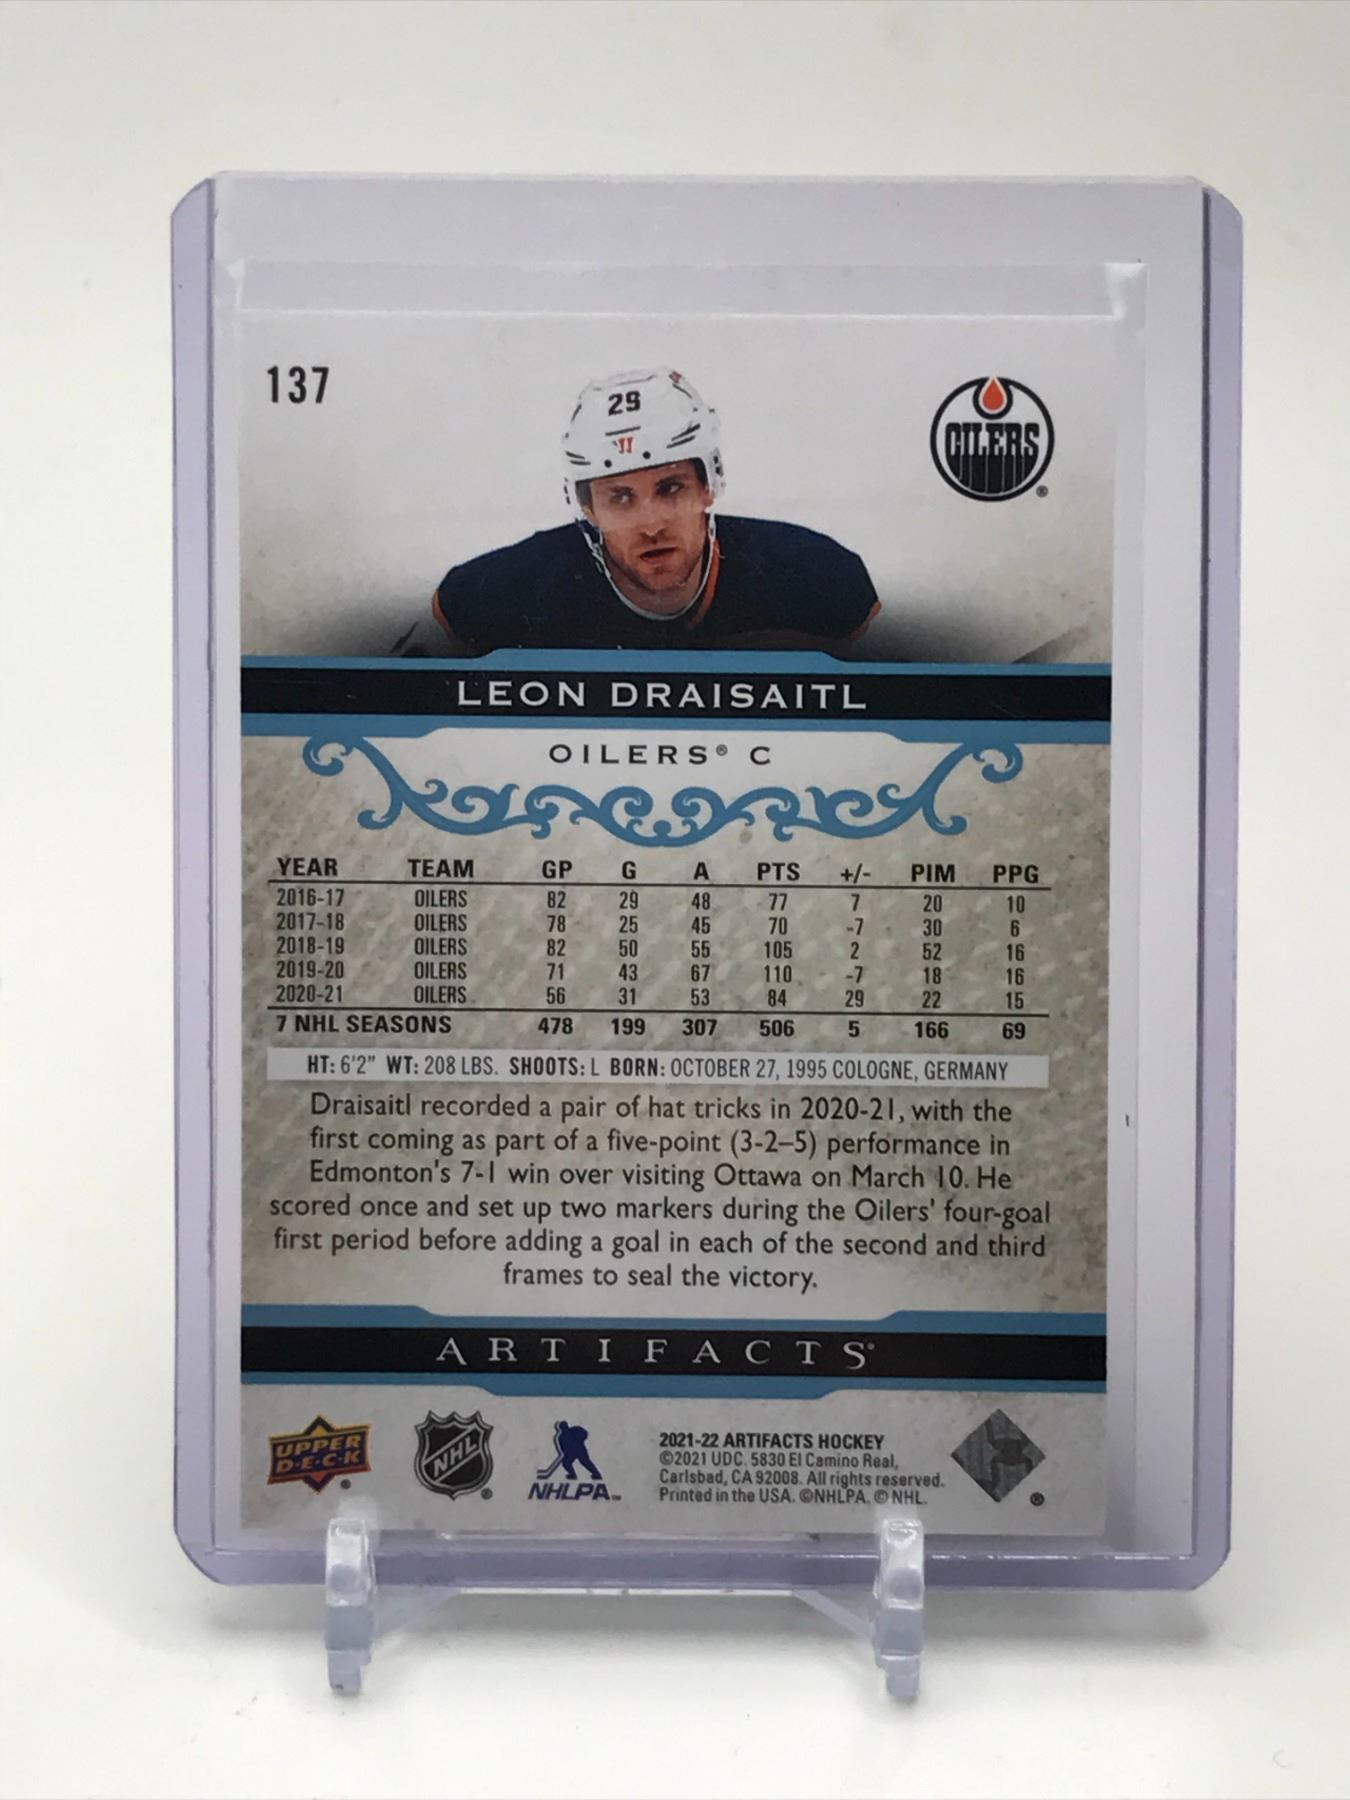 137
29
OILERS
®
LEON DRAISAITL
OILERS® C
YEAR TEAM GP G A PTS +/- PIM PPG
2016-17 OILERS 82 29 48 77 7 20 10
2017-18 OILERS 78 25 45 70 -7 30 6
2018-19 OILERS 82 50 55 105 2 52 16
2019-20 OILERS 71 43 67 110 -7 18 16
2020-21 OILERS 56 31 53 84 29 22 15
7 NHL SEASONS 478 199 307 506 5 166 69
HT: 6'2" WT: 208 LBS. SHOOTS: L BORN: OCTOBER 27, 1995 COLOGNE, GERMANY
Draisaitl recorded a pair of hat tricks in 2020-21, with the
first coming as part of a five-point (3-2–5) performance in
Edmonton's 7-1 win over visiting Ottawa on March 10. He
scored once and set up two markers during the Oilers' four-goal
first period before adding a goal in each of the second and third
frames to seal the victory.
ARTIFACTS®
UPPER
D·E·C·K
®
NHL
®
NHLPA™
2021-22 ARTIFACTS HOCKEY
©2021 UDC. 5830 El Camino Real,
Carlsbad, CA 92008. All rights reserved.
Printed in the USA. ©NHLPA. © NHL.
®